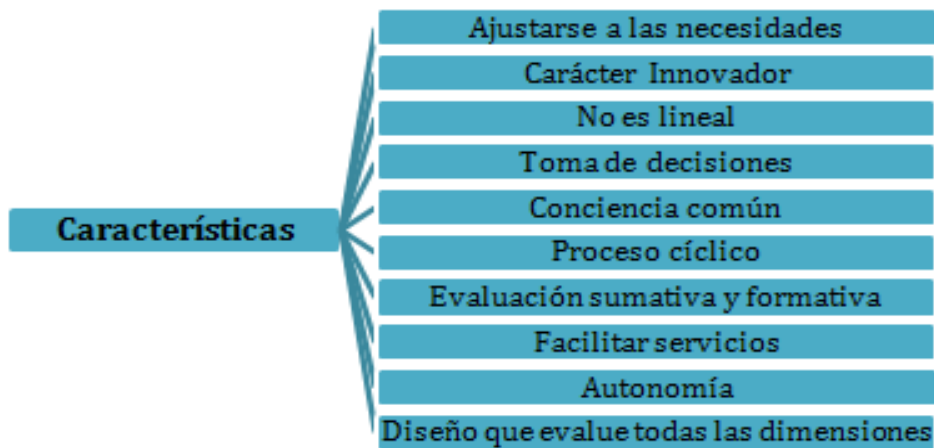 Ajustarse a las necesidades
Carácter Innovador
No es lineal
Toma de decisiones
Conciencia común
Características
Proceso cíclico
Evaluación sumativa y formativa
Facilitar servicios
Autonomía
Diseño que evalue todas las dimensiones